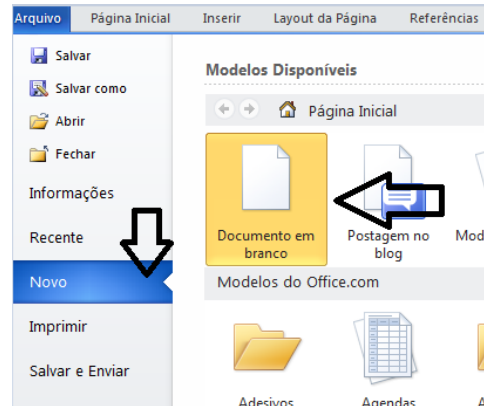 Arquivo Página Inicial Inserir Layout da Página Referências
Salvar
Salvar como
Abrir
Fechar
Informações
Recente
Novo
Imprimir
Salvar e Enviar
Modelos Disponíveis
Página Inicial
Documento em
branco
Postagem no
blog
Modelos do Office.com
Adesivos
Agendas